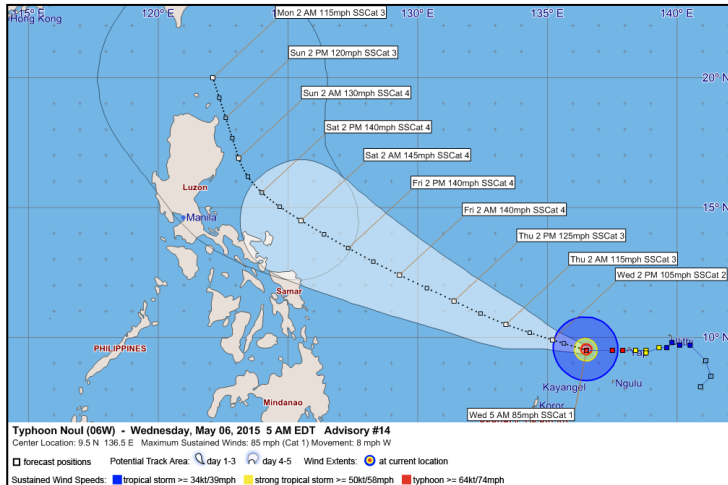 Hong Kong
115° E
120° E
130° E
135° E
140° E
Mon 2 AM 115mph SSCat 3
Sun 2 PM 120mph SSCat 3
20° N
Sun 2 AM 130mph SSCat 4
Sat 2 PM 140mph SSCat 4
Sat 2 AM 145mph SSCat 4
Luzon
Fri 2 PM 140mph SSCat 4
Manila
Fri 2 AM 140mph SSCat 4
15° N
Thu 2 PM 125mph SSCat 3
Thu 2 AM 115mph SSCat 3
Wed 2 PM 105mph SSCat 2
Samar
10° N
PHILIPPINES
Kayangel
Ngulu
Mindanao
Koror
Wed 5 AM 85mph SSCat 1
Typhoon Noul (06W) - Wednesday, May 06, 2015 5 AM EDT Advisory #14
Center Location: 9.5 N 136.5 E Maximum Sustained Winds: 85 mph (Cat 1) Movement: 8 mph W
forecast positions Potential Track Area: day 1-3 day 4-5 Wind Extents: at current location
Sustained Wind Speeds: tropical storm >= 34kt/39mph strong tropical storm >= 50kt/58mph typhoon >= 64kt/74mph